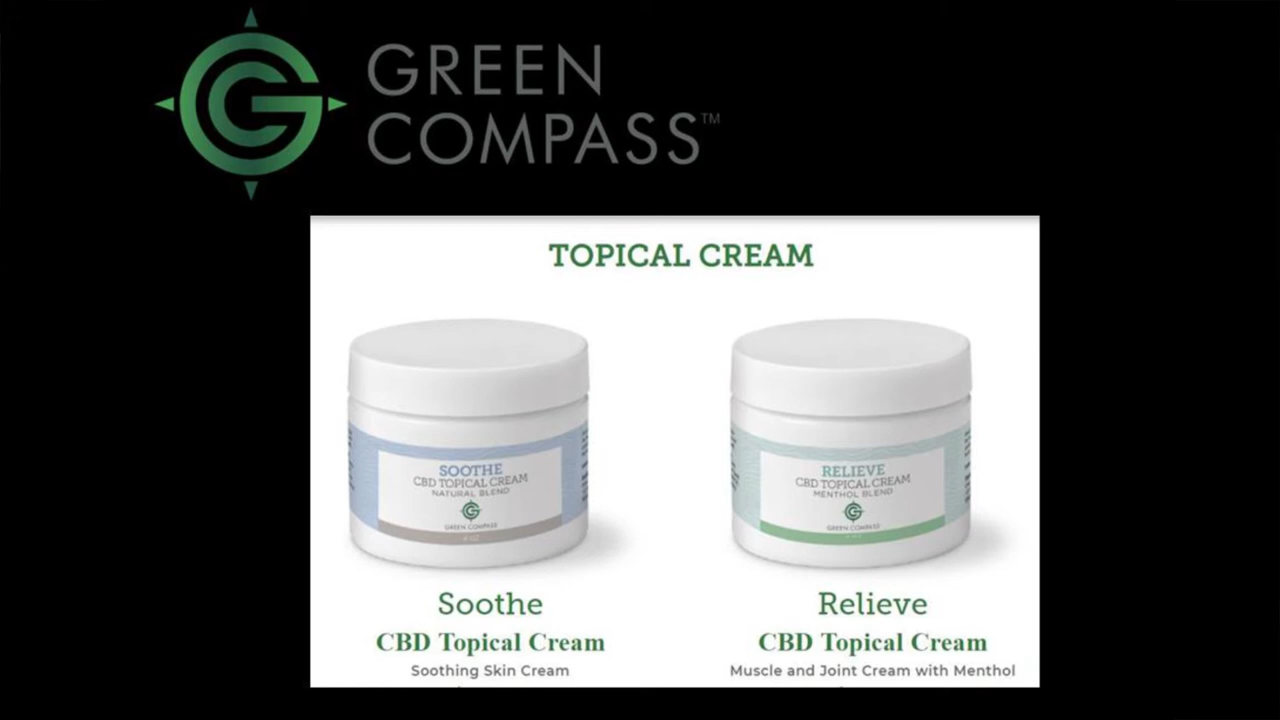 GREEN
COMPASS™
TOPICAL CREAM
SOOTHE
CBD TOPICAL CREAM
NATURAL BLEND
GREEN COMPASS
RELIEVE
CBD TOPICAL CREAM
MENTHOL BLEND
GREEN COMPASS
Soothe
CBD Topical Cream
Soothing Skin Cream
Relieve
CBD Topical Cream
Muscle and Joint Cream with Menthol